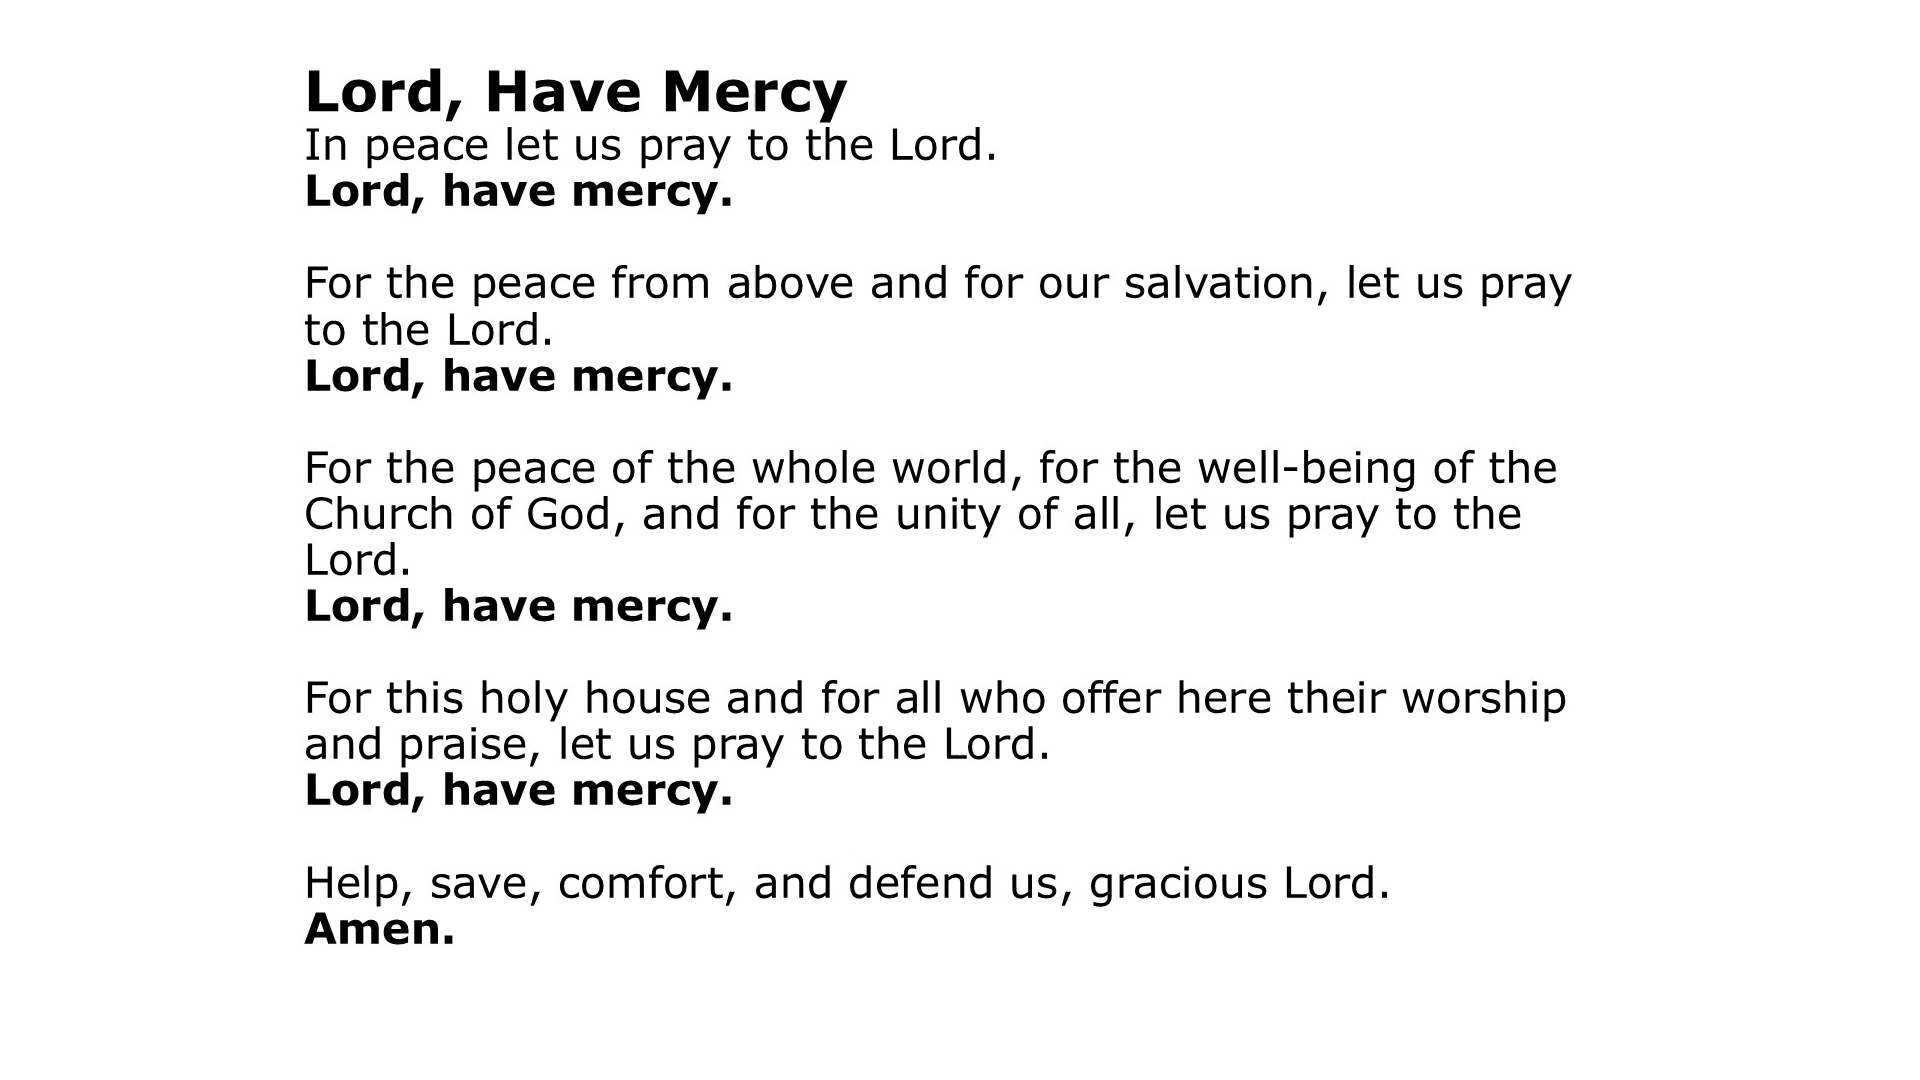 Lord, Have Mercy
In peace let us pray to the Lord.
Lord, have mercy.
For the peace from above and for our salvation, let us pray
to the Lord.
Lord, have mercy.
For the peace of the whole world, for the well-being of the
Church of God, and for the unity of all, let us pray to the
Lord.
Lord, have mercy.
For this holy house and for all who offer here their worship
and praise, let us pray to the Lord.
Lord, have mercy.
Help, save, comfort, and defend us, gracious Lord.
Amen.